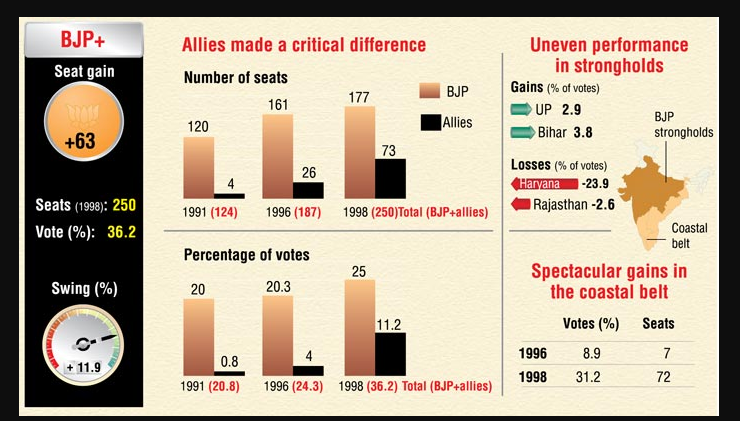 BJP+
Seat gain
+63
Seats (1998): 250
Vote (%): 36.2
Swing (%)
+ 11.9
Allies made a critical difference
Number of seats
BJP
Allies
120
4
161
26
177
73
1991 (124)
1996 (187)
1998 (250)Total (BJP+allies)
Percentage of votes
20
0.8
20.3
4
25
11.2
1991 (20.8)
1996 (24.3)
1998 (36.2) Total (BJP+allies)
Uneven performance
in strongholds
Gains (% of votes)
UP 2.9
Bihar 3.8
Losses (% of votes)
Haryana -23.9
Rajasthan -2.6
BJP
strongholds
Coastal
belt
Spectacular gains in
the coastal belt
Votes (%) Seats
1996 8.9 7
1998 31.2 72